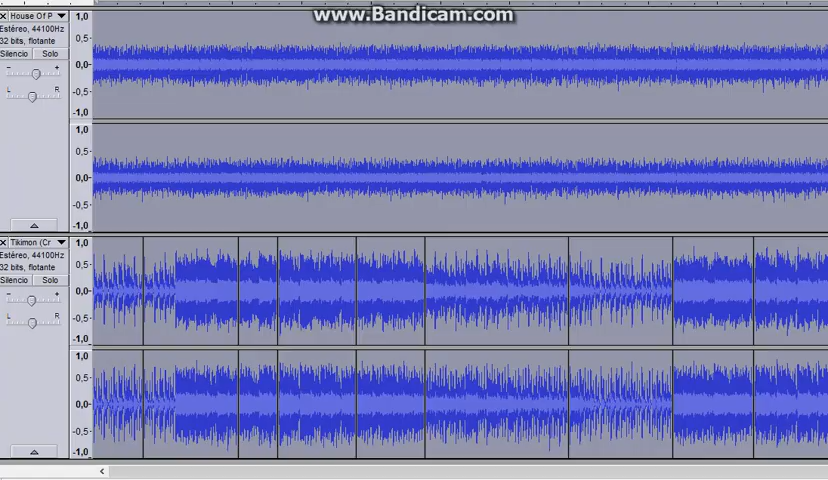 www.Bandicam.com
House Of P
Estéreo, 44100Hz
32 bits, flotante
Silencio Solo
- +
L R
1,0
0,5-
0,0-
-0,5-
-1,0
1,0
0,5-
0,0-
-0,5-
-1,0
Tikimon (Cr
Estéreo, 44100Hz
32 bits, flotante
Silencio Solo
- +
L R
1,0
0,5-
0,0-
-0,5-
-1,0
1,0
0,5-
0,0-
-0,5-
-1,0